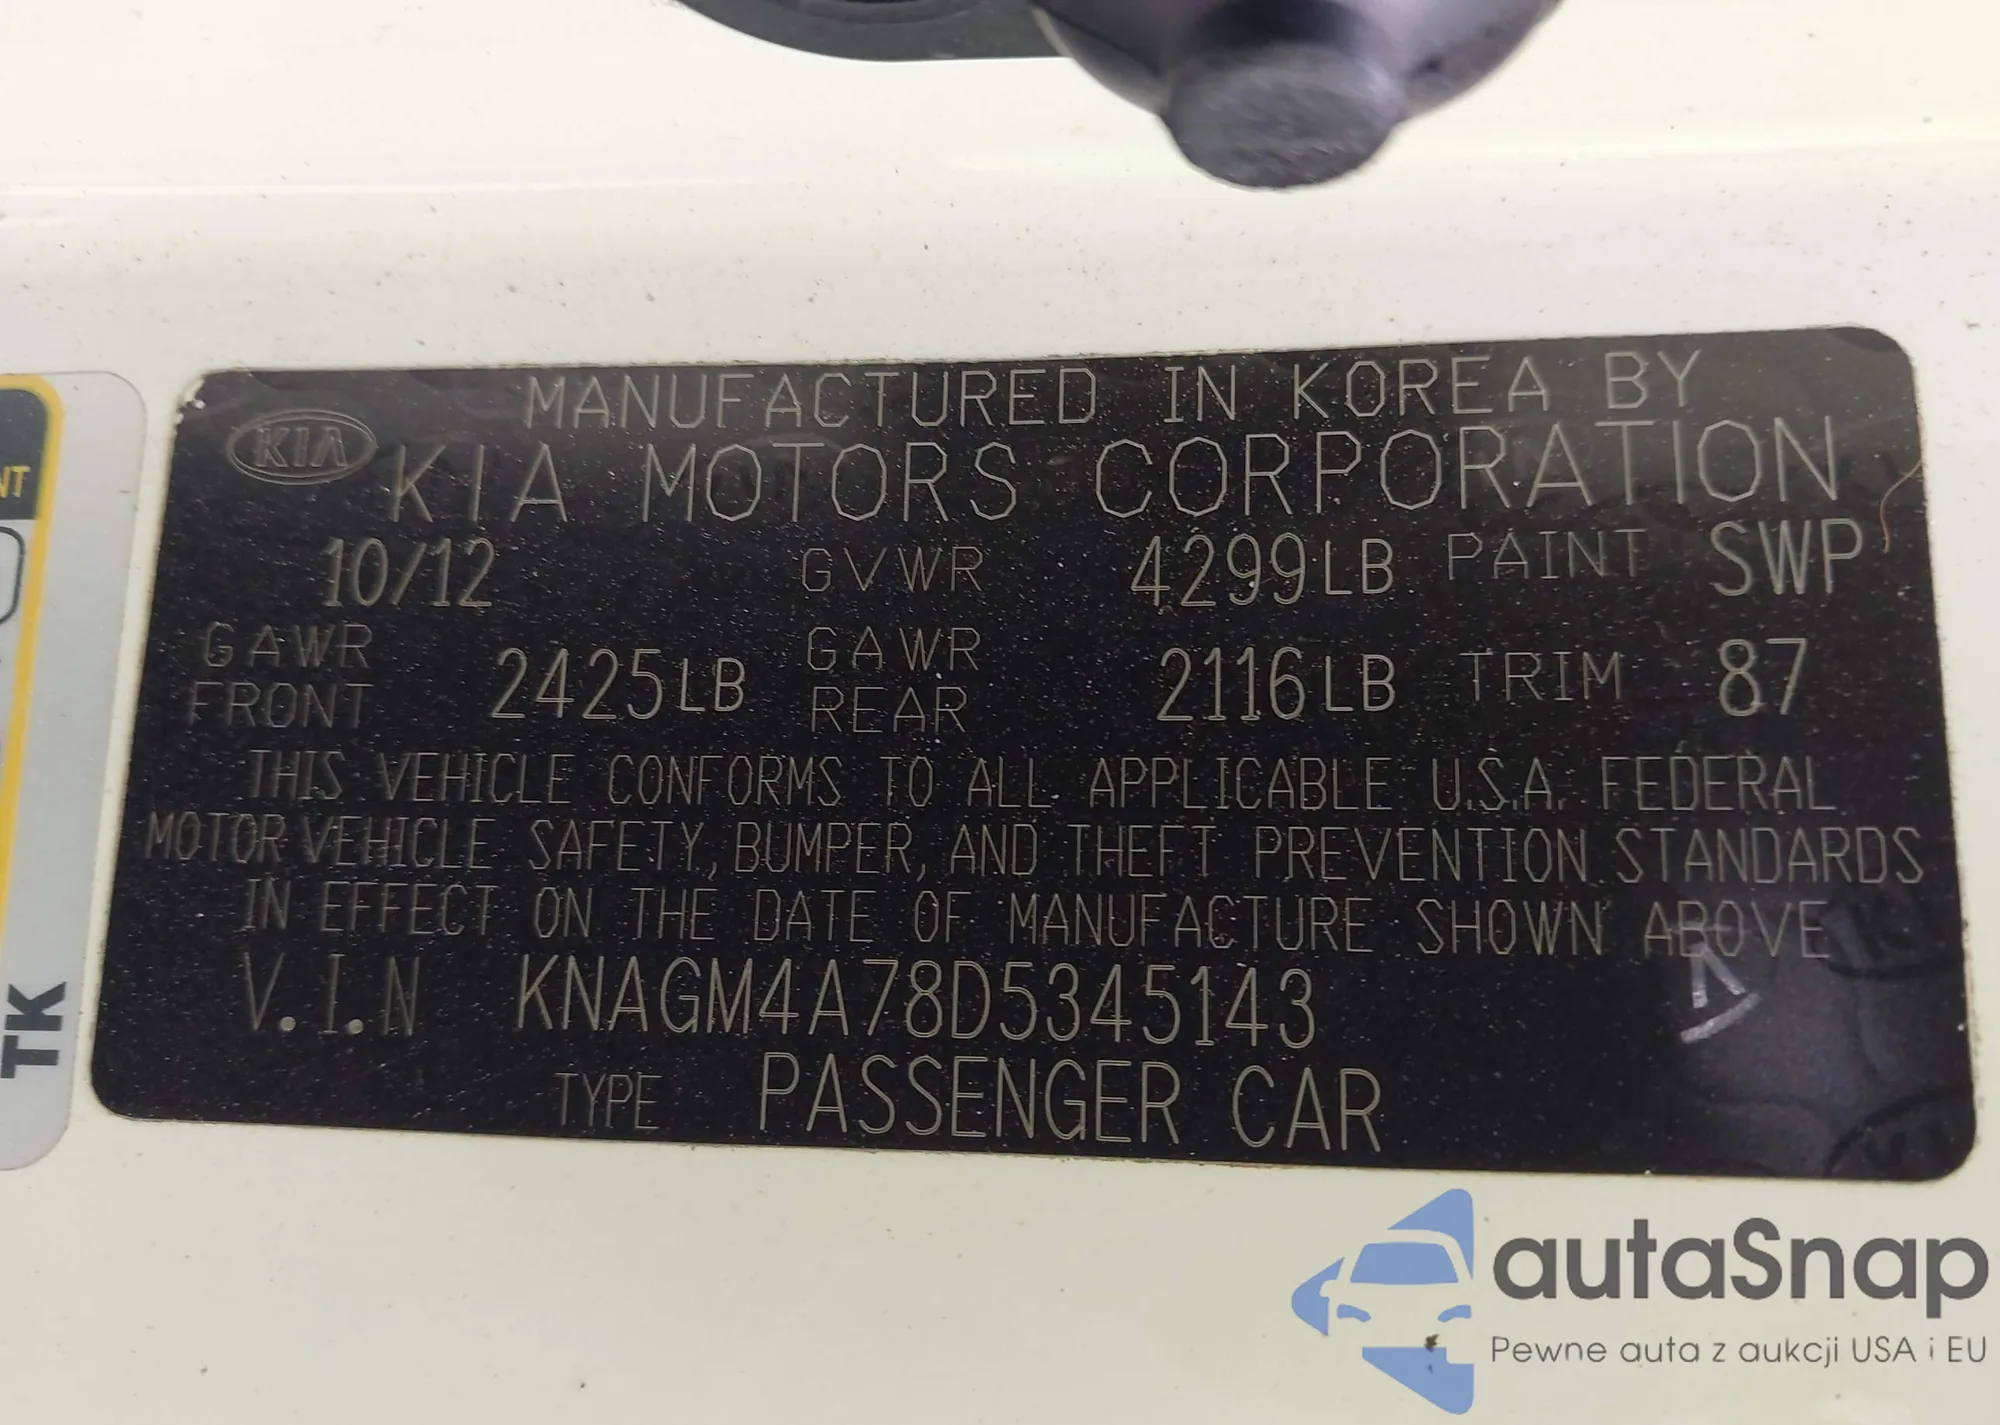 MANUFACTURED IN KOREA BY
KIA KIA MOTORS CORPORATION
10/12 GVWR 4299LB PAINT SWP
GAWR FRONT 2425LB GAWR REAR 2116LB TRIM 87
THIS VEHICLE CONFORMS TO ALL APPLICABLE U.S.A. FEDERAL
MOTOR VEHICLE SAFETY, BUMPER, AND THEFT PREVENTION STANDARDS
IN EFFECT ON THE DATE OF MANUFACTURE SHOWN ABOVE
V.I.N KNAGM4A78D5345143
TYPE PASSENGER CAR
NT
TK
autaSnap
Pewne auta z aukcji USA i EU